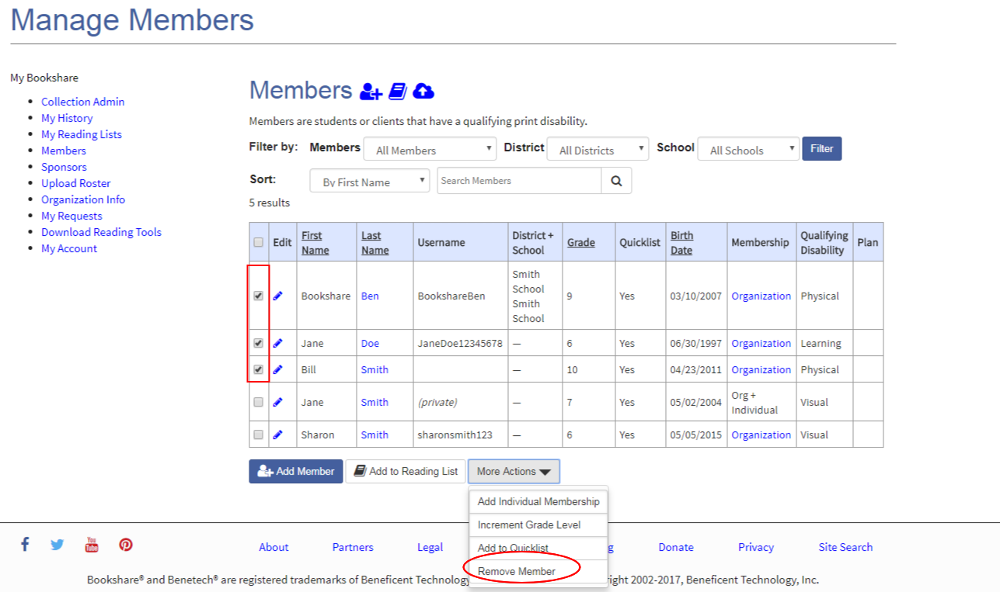 Manage Members
My Bookshare
Collection Admin
My History
My Reading Lists
Members
Sponsors
Upload Roster
Organization Info
My Requests
Download Reading Tools
My Account
Members
Members are students or clients that have a qualifying print disability.
Filter by: Members All Members District All Districts School All Schools Filter
Sort: By First Name Search Members
5 results
Edit First Name Last Name Username District + School Grade Quicklist Birth Date Membership Qualifying Disability Plan
Bookshare Ben BookshareBen Smith School Smith School 9 Yes 03/10/2007 Organization Physical
Jane Doe JaneDoe12345678 — 6 Yes 06/30/1997 Organization Learning
Bill Smith — 10 Yes 04/23/2011 Organization Physical
Jane Smith (private) — 7 Yes 05/02/2004 Org + Individual Visual
Sharon Smith sharonsmith123 — 6 Yes 05/05/2015 Organization Visual
Add Member Add to Reading List More Actions
Add Individual Membership
Increment Grade Level
Add to Quicklist
Remove Member
You Tube
About Partners Legal Donate Privacy Site Search
Bookshare® and Benetech® are registered trademarks of Beneficent Technology 2002-2017, Beneficent Technology, Inc.